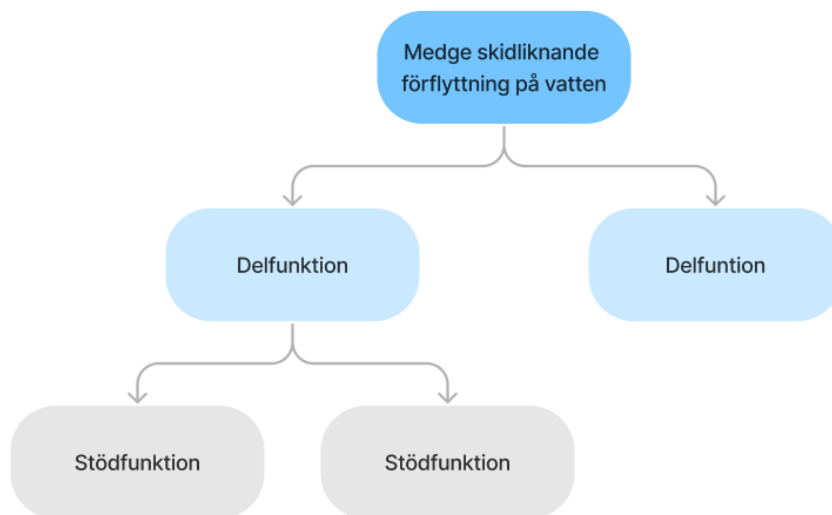 Medge skidliknande
förflyttning på vatten
Delfunktion
Delfuntion
Stödfunktion
Stödfunktion